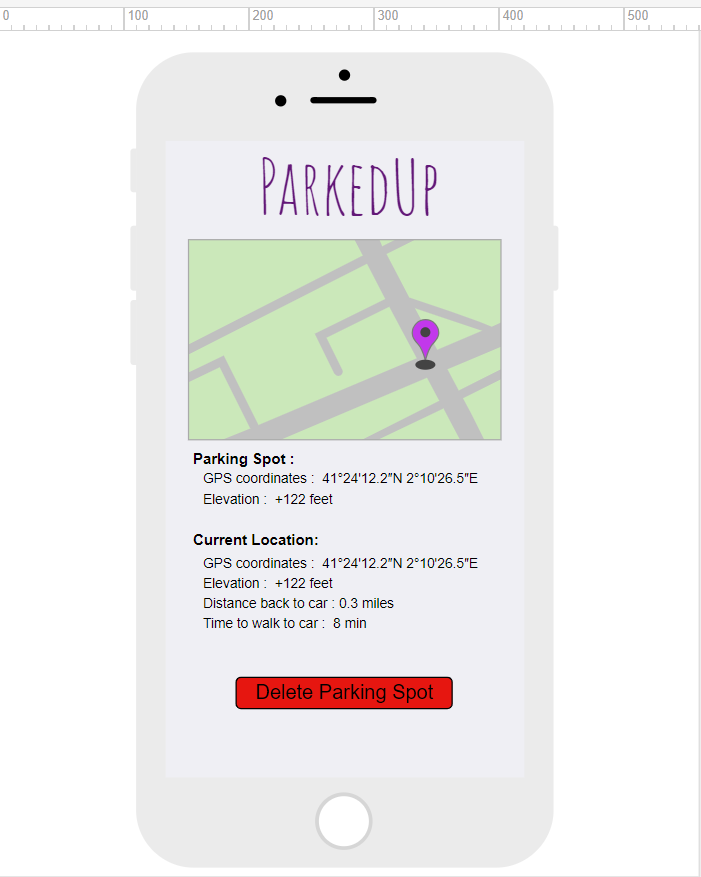 0 100 200 300 400 500
PARKEDUP
Parking Spot :
GPS coordinates : 41°24'12.2"N 2°10'26.5"E
Elevation : +122 feet
Current Location:
GPS coordinates : 41°24'12.2"N 2°10'26.5"E
Elevation : +122 feet
Distance back to car : 0.3 miles
Time to walk to car : 8 min
Delete Parking Spot